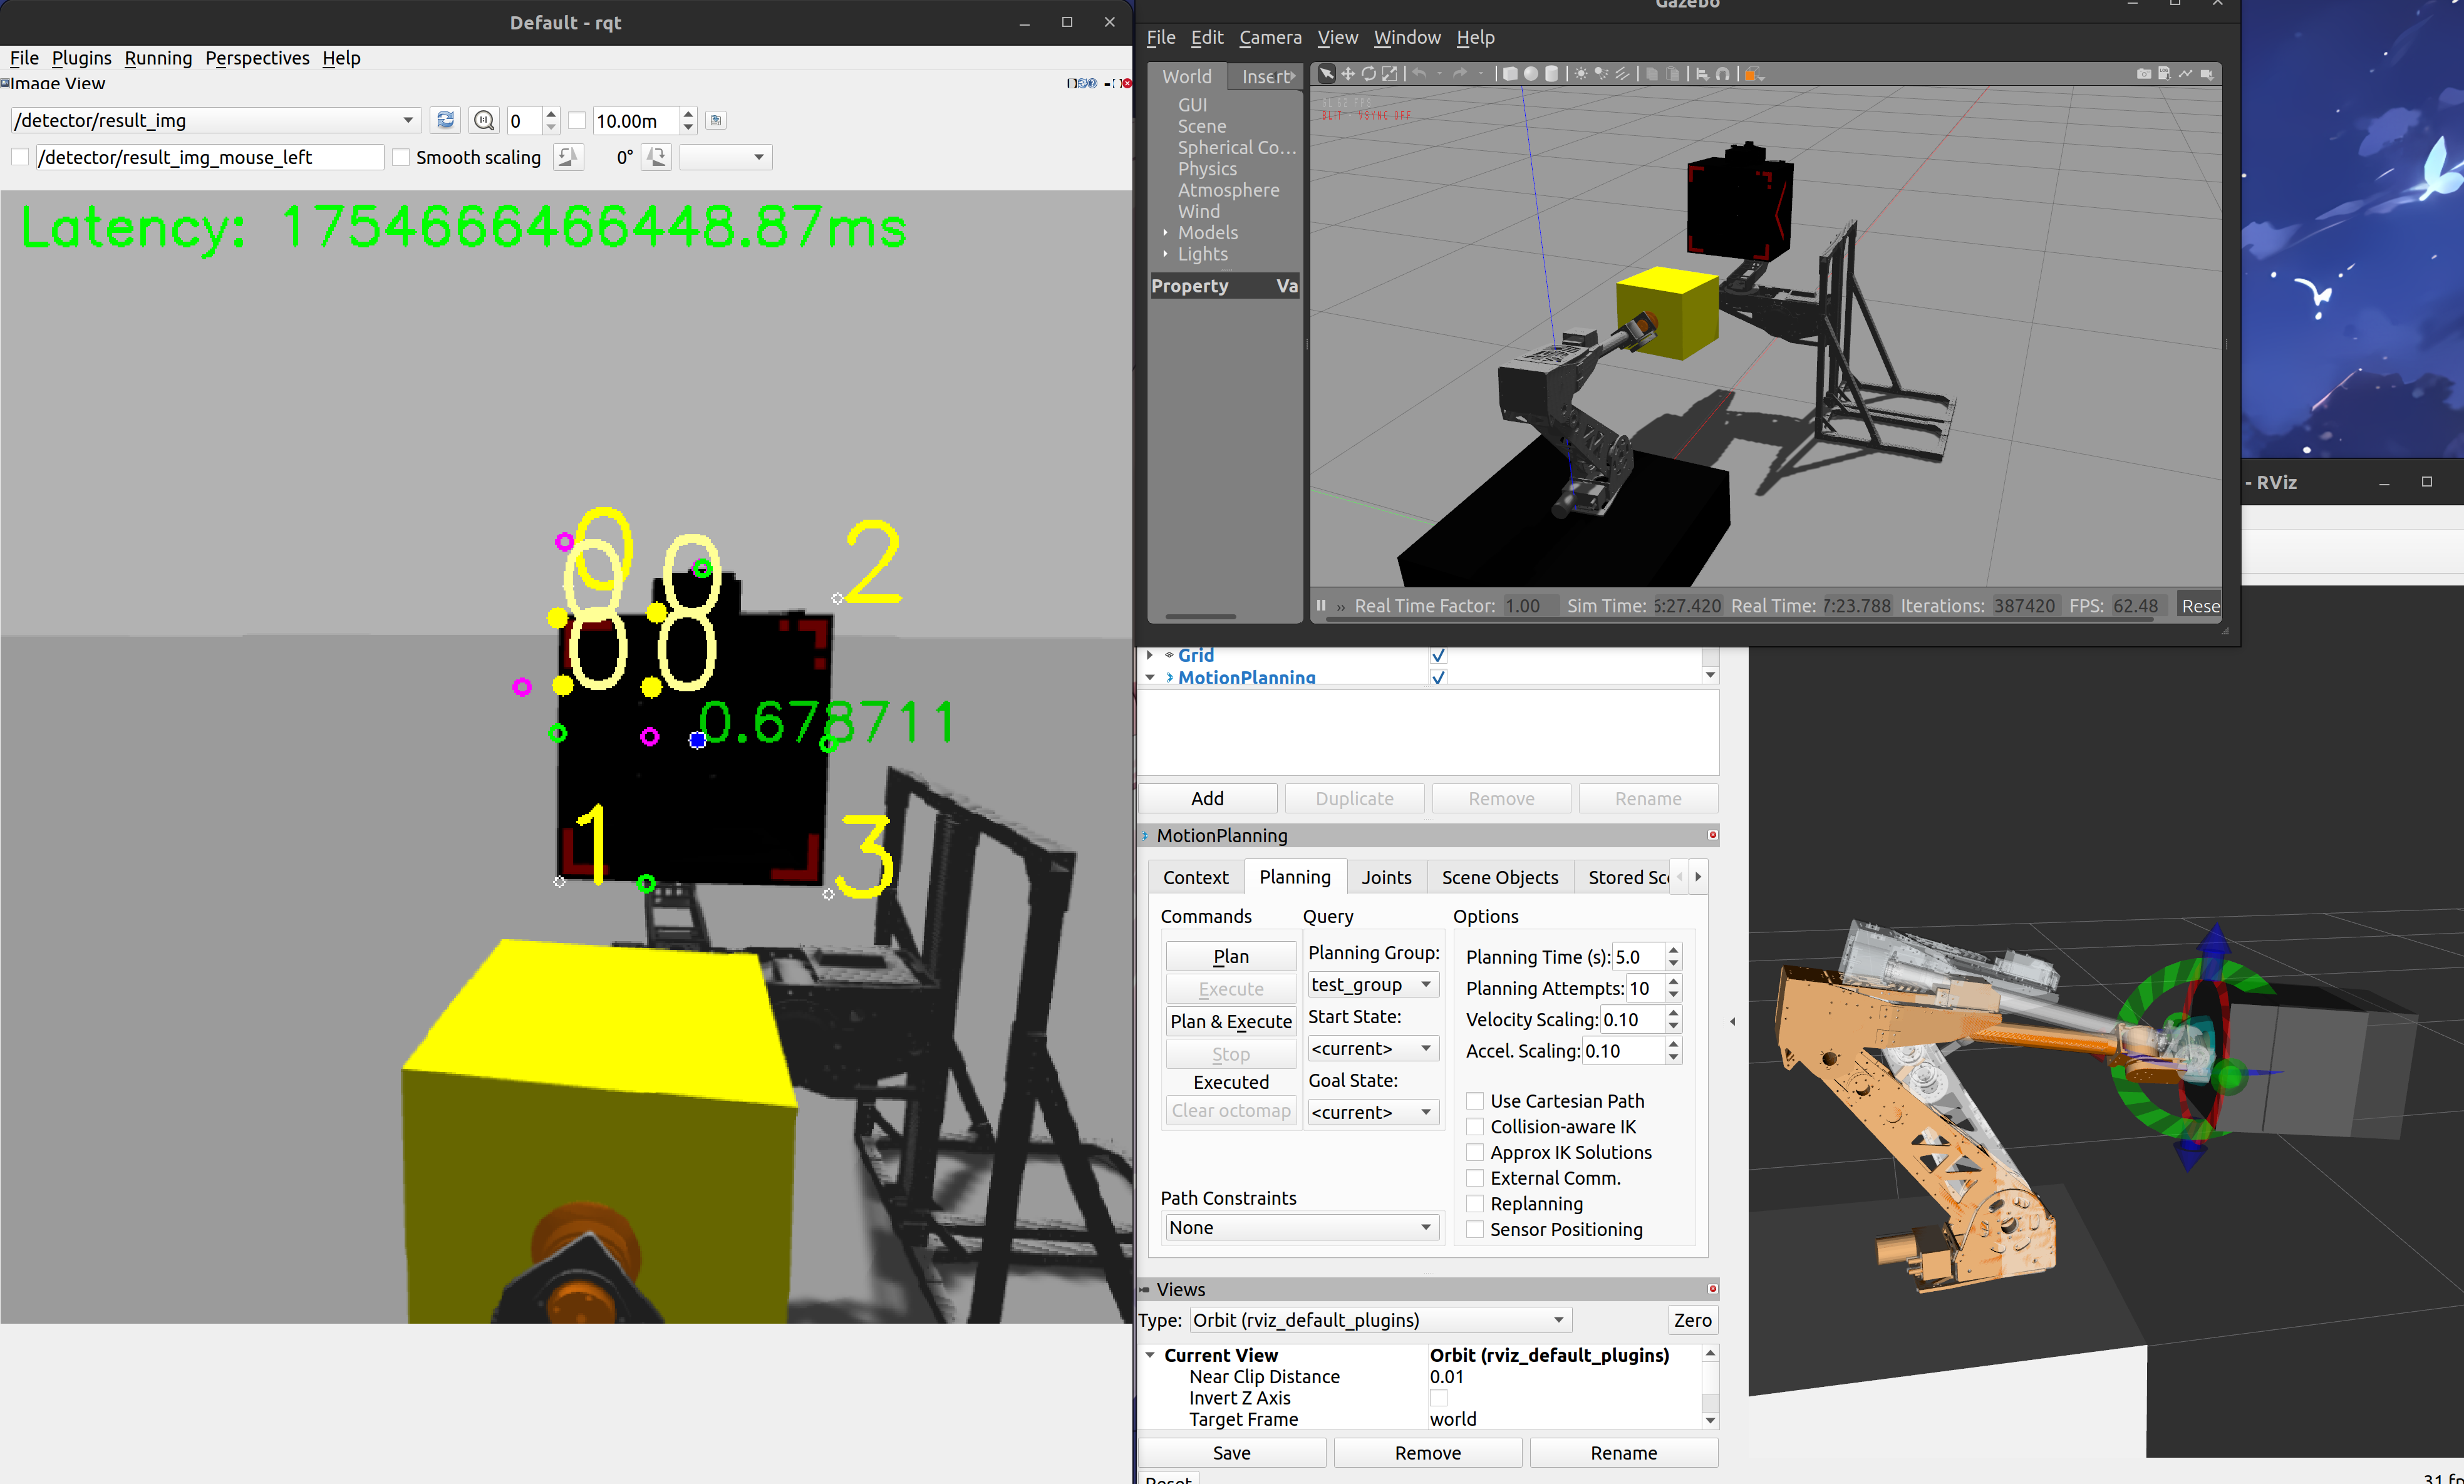 Default - rqt
File Plugins Running Perspectives Help
Image View
/detector/result_img
0
10.00m
/detector/result_img_mouse_left
Smooth scaling
0°
Latency: 1754666466448.87ms
0
0
0
2
0
0
0.678711
1
3
Gazebo
File Edit Camera View Window Help
World Insert
GUI
Scene
Spherical Co…
Physics
Atmosphere
Wind
Models
Lights
Property Va
GL 62 FPS
BLIT - VSYNC OFF
Real Time Factor: 1.00 Sim Time: 6:27.420 Real Time: 7:23.788 Iterations: 387420 FPS: 62.48 Rese
- RViz
Grid
MotionPlanning
Add Duplicate Remove Rename
MotionPlanning
Context Planning Joints Scene Objects Stored Sc
Commands Query Options
Plan
Execute
Plan & Execute
Stop
Executed
Clear octomap
Planning Group:
test_group
Start State:
<current>
Goal State:
<current>
Planning Time (s): 5.0
Planning Attempts: 10
Velocity Scaling: 0.10
Accel. Scaling: 0.10
Use Cartesian Path
Collision-aware IK
Approx IK Solutions
External Comm.
Replanning
Sensor Positioning
Path Constraints
None
Views
Type: Orbit (rviz_default_plugins) Zero
Current View Orbit (rviz_default_plugins)
Near Clip Distance 0.01
Invert Z Axis
Target Frame world
Save Remove Rename
Reset
31 fp